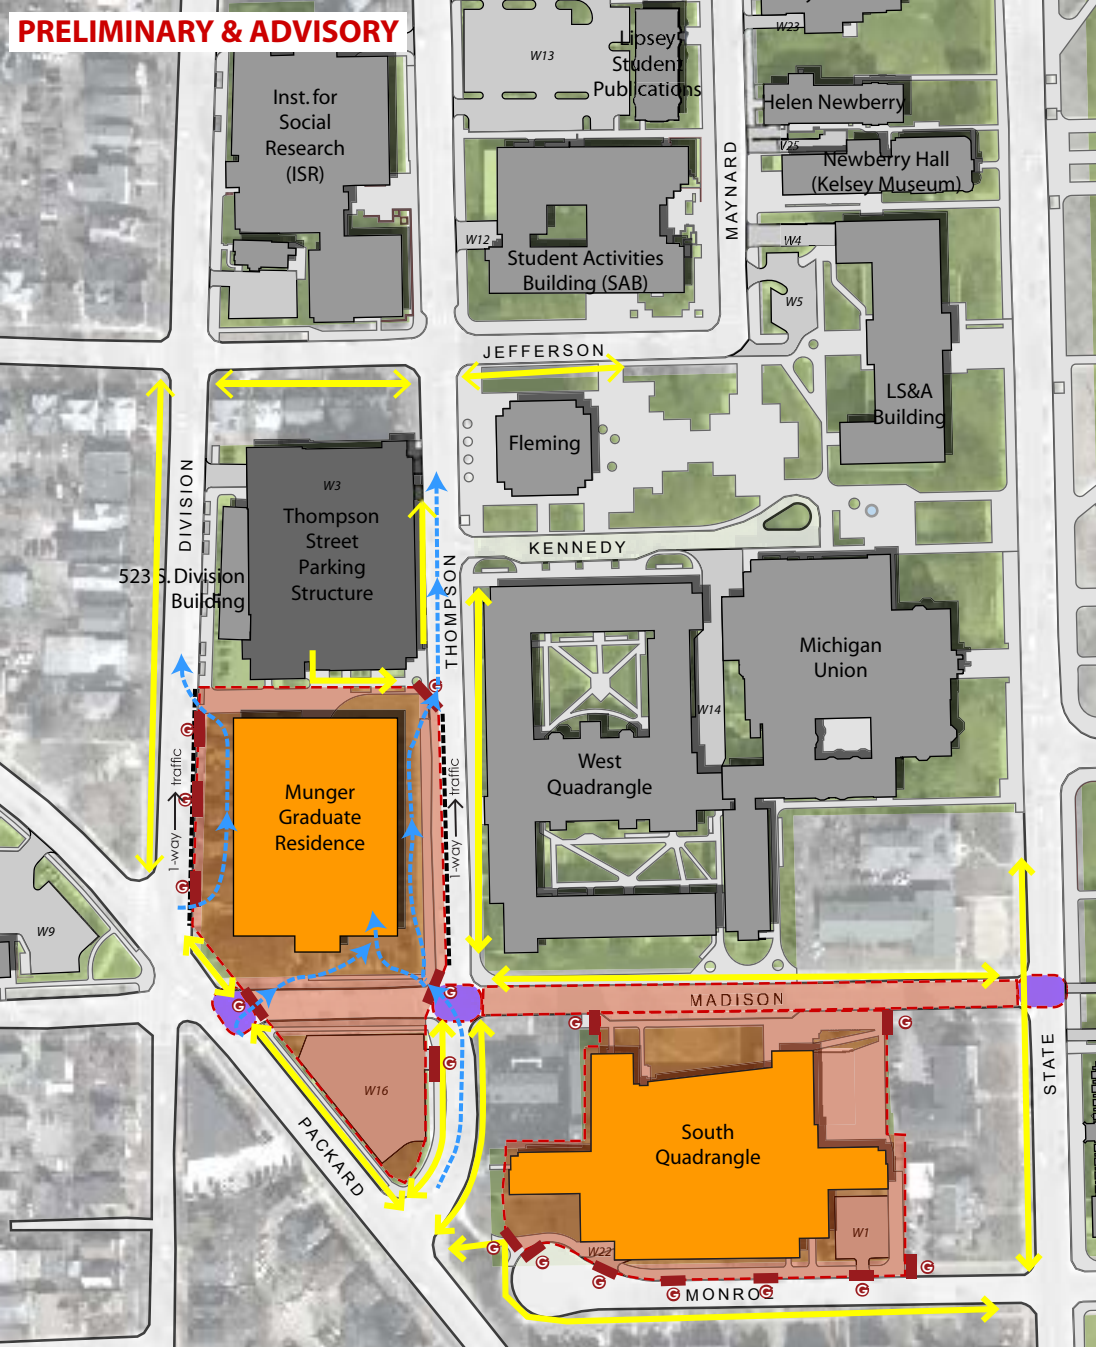 PRELIMINARY & ADVISORY
W23
W13
Lipsey
Student
Publications
Inst. for
Social
Research
(ISR)
Helen Newberry
V25
Newberry Hall
(Kelsey Museum)
MAYNARD
W12
W4
Student Activities
Building (SAB)
W5
JEFFERSON
LS&A
Building
Fleming
DIVISION
W3
Thompson
Street
Parking
Structure
KENNEDY
523 S. Division
Building
THOMPSON
Michigan
Union
G
W14
G
West
Quadrangle
1-way
traffic
1-way
traffic
Munger
Graduate
Residence
G
G
W9
G
G
MADISON
G
G
G
STATE
W16
PACKARD
South
Quadrangle
W1
G
W22
G
G
G
G
G
G
MONRO